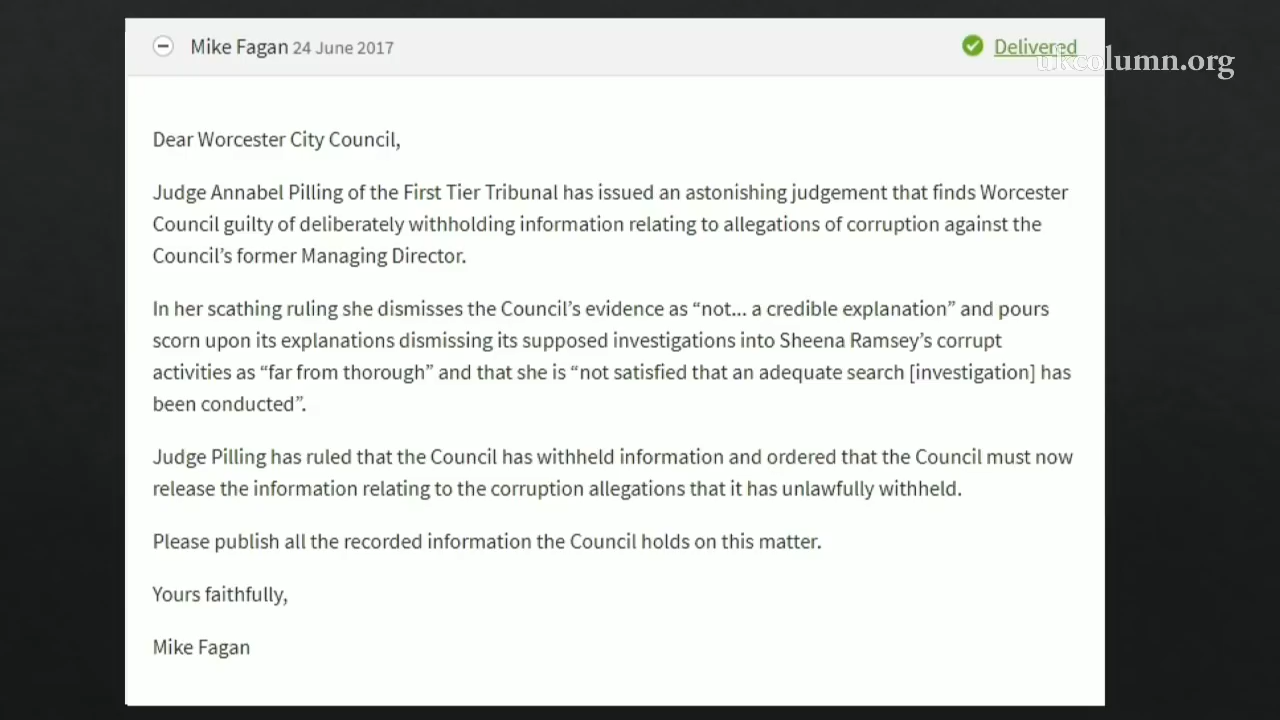 Mike Fagan 24 June 2017
Delivered
ukcolumn.org
Dear Worcester City Council,
Judge Annabel Pilling of the First Tier Tribunal has issued an astonishing judgement that finds Worcester
Council guilty of deliberately withholding information relating to allegations of corruption against the
Council’s former Managing Director.
In her scathing ruling she dismisses the Council’s evidence as “not... a credible explanation” and pours
scorn upon its explanations dismissing its supposed investigations into Sheena Ramsey’s corrupt
activities as “far from thorough” and that she is “not satisfied that an adequate search [investigation] has
been conducted”.
Judge Pilling has ruled that the Council has withheld information and ordered that the Council must now
release the information relating to the corruption allegations that it has unlawfully withheld.
Please publish all the recorded information the Council holds on this matter.
Yours faithfully,
Mike Fagan